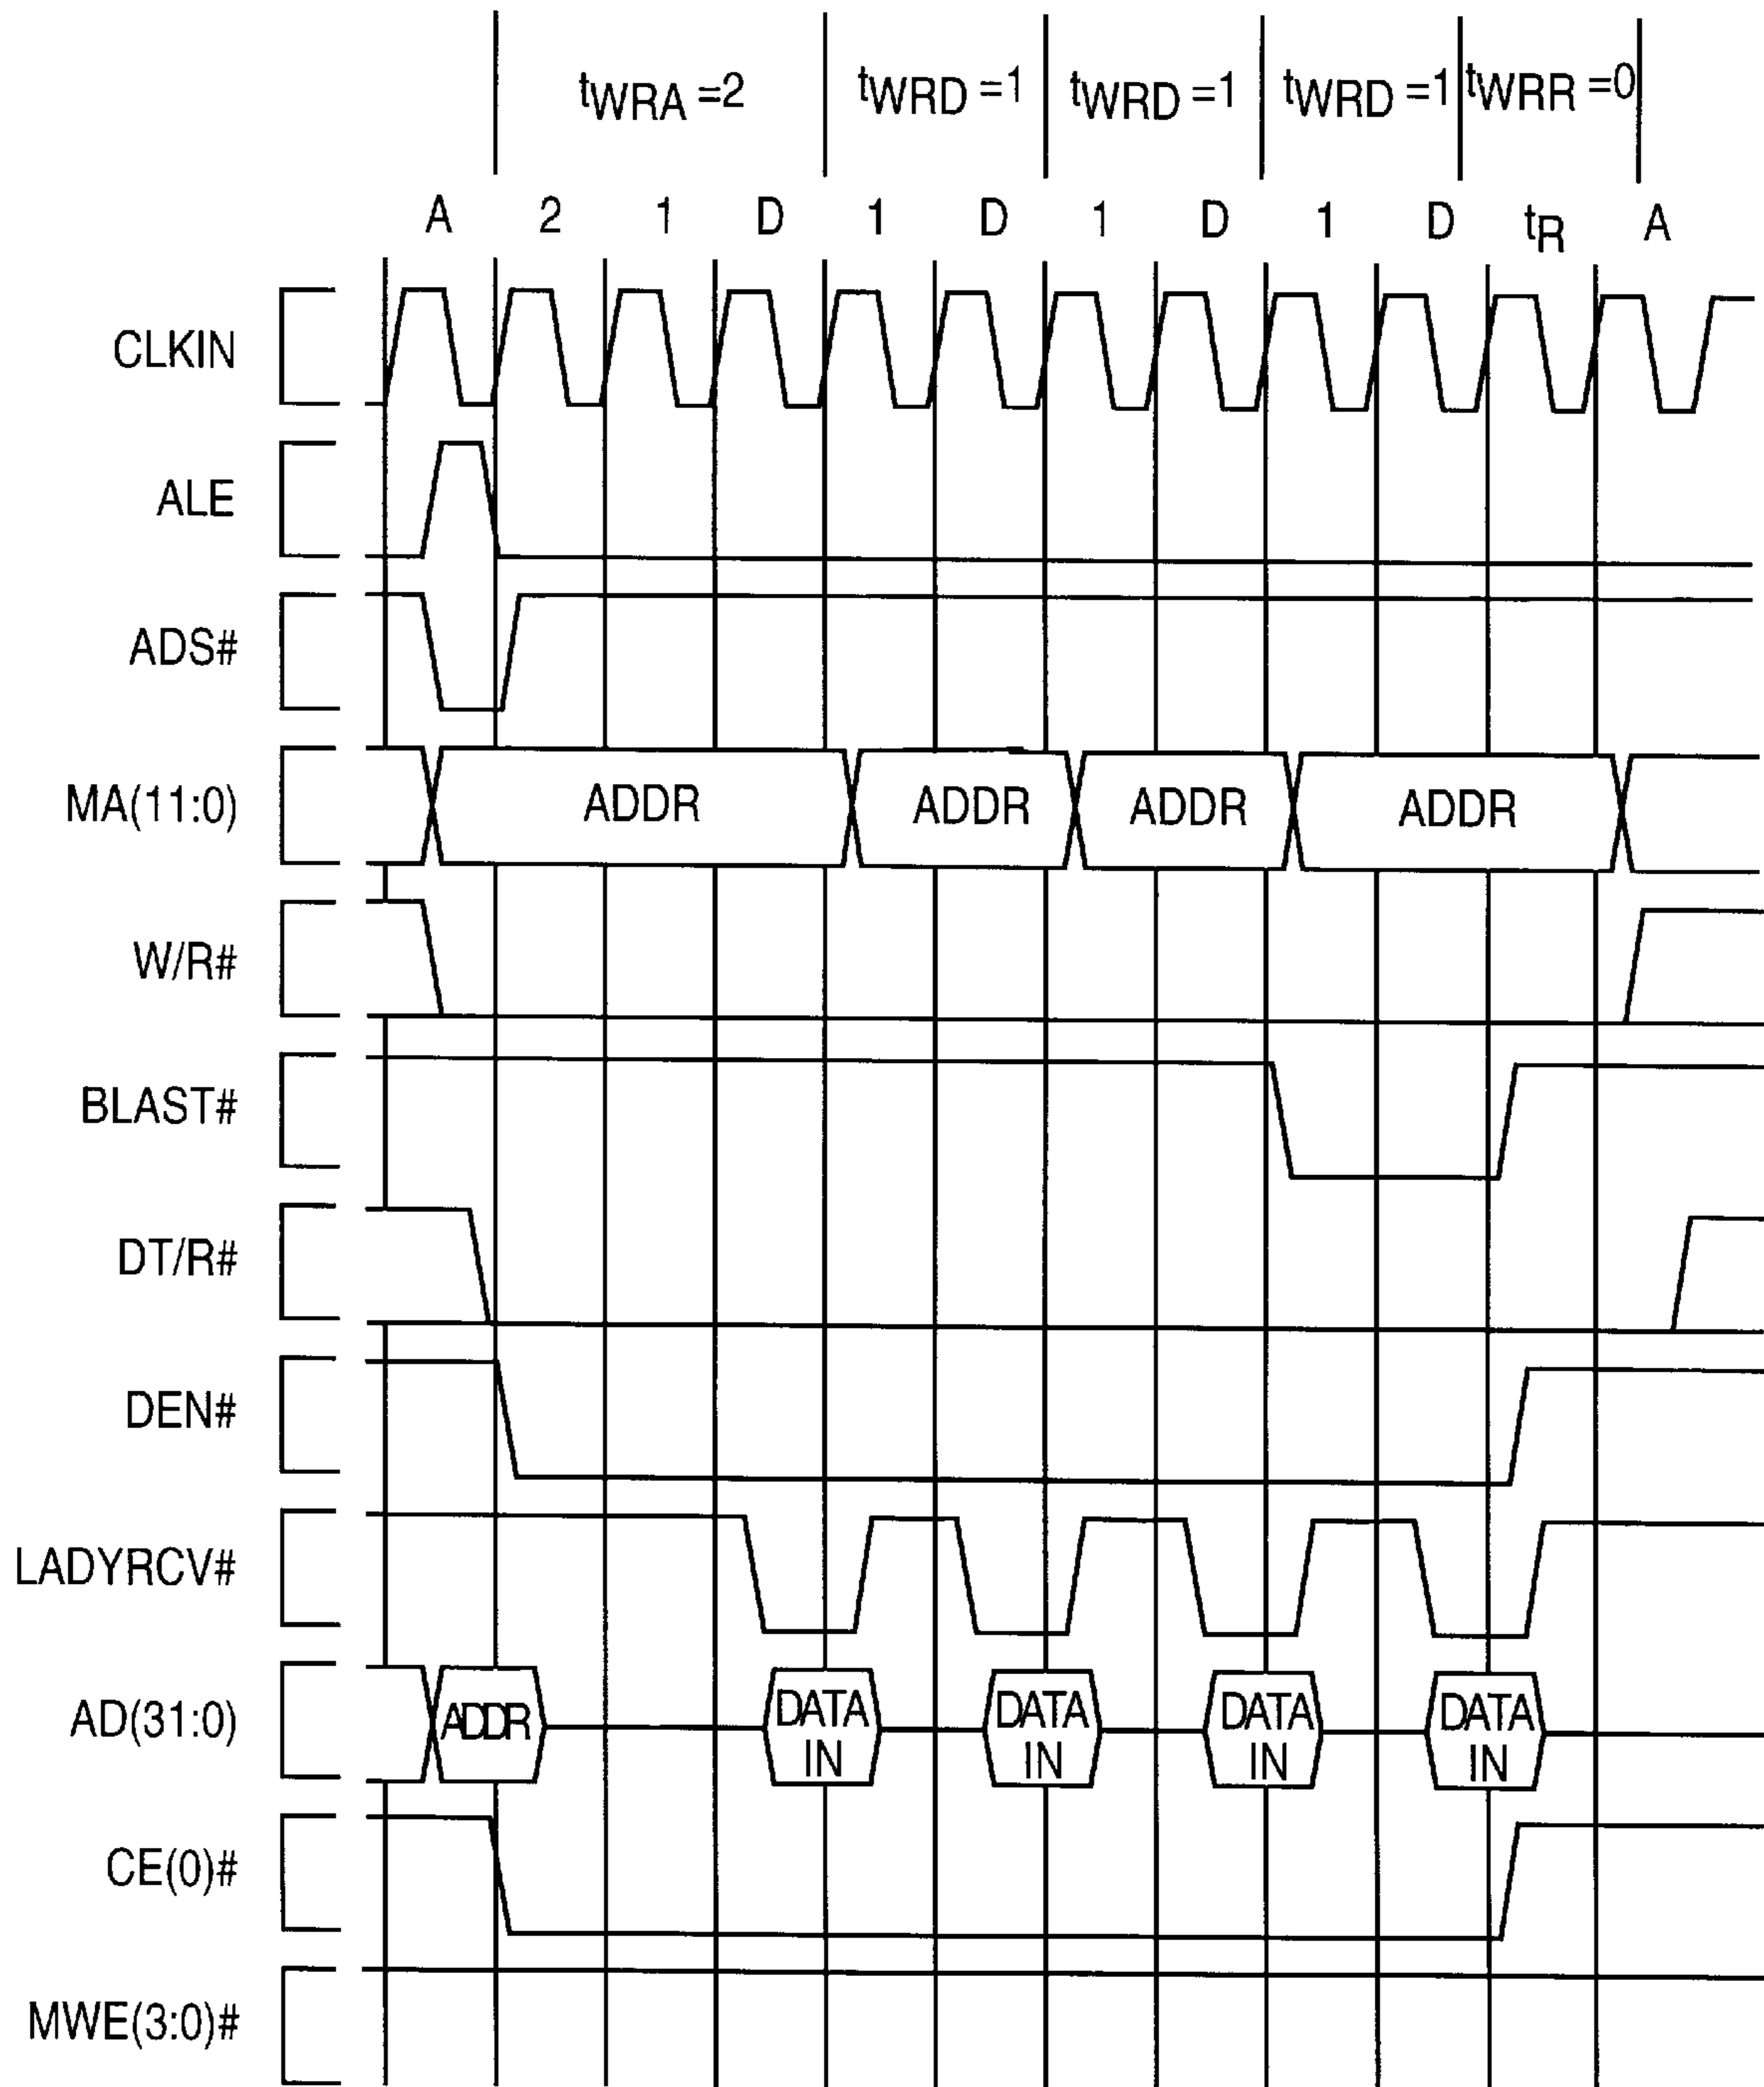 tWRA =2 tWRD =1 tWRD =1 tWRD =1 tWRR =0
A 2 1 D 1 D 1 D 1 D tR A
CLKIN
ALE
ADS#
MA(11:0) ADDR ADDR ADDR ADDR
W/R#
BLAST#
DT/R#
DEN#
LADYRCV#
AD(31:0) ADDR DATA IN DATA IN DATA IN DATA IN
CE(0)#
MWE(3:0)#